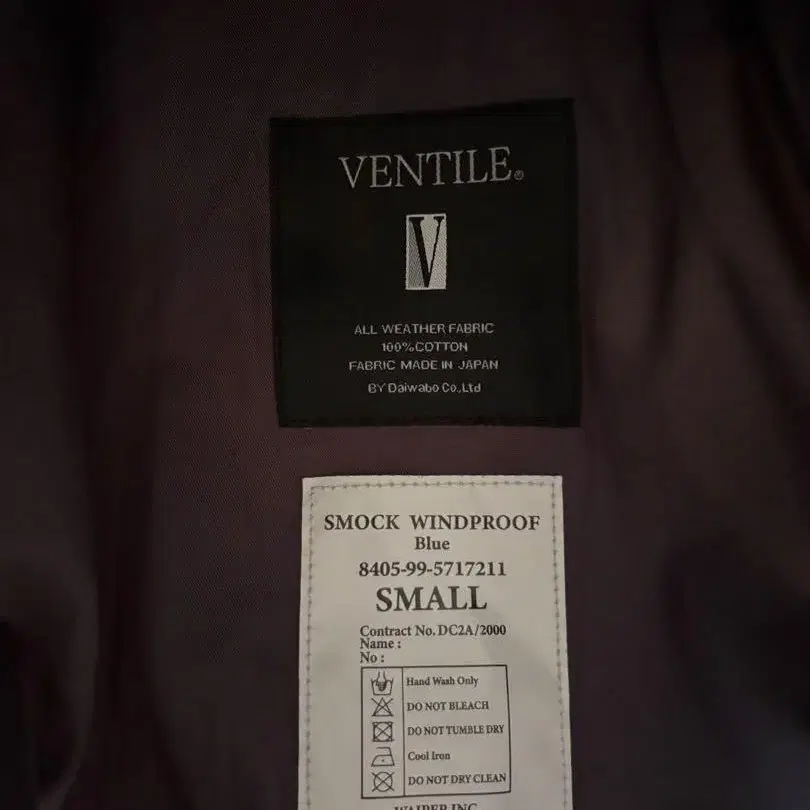 VENTILE®
V
ALL WEATHER FABRIC
100%COTTON
FABRIC MADE IN JAPAN
BY Daiwabo Co.,Ltd
SMOCK WINDPROOF
Blue
8405-99-5717211
SMALL
Contract No. DC2A/2000
Name :
No :
Hand Wash Only
DO NOT BLEACH
DO NOT TUMBLE DRY
Cool Iron
DO NOT DRY CLEAN
WAIPER INC